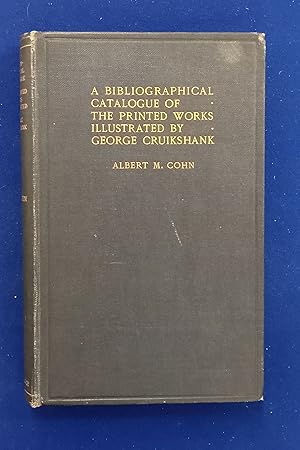 A BIBLIOGRAPHICAL
CATALOGUE OF ·
THE PRINTED WORKS
ILLUSTRATED BY ·
GEORGE CRUIKSHANK
ALBERT M. COHN